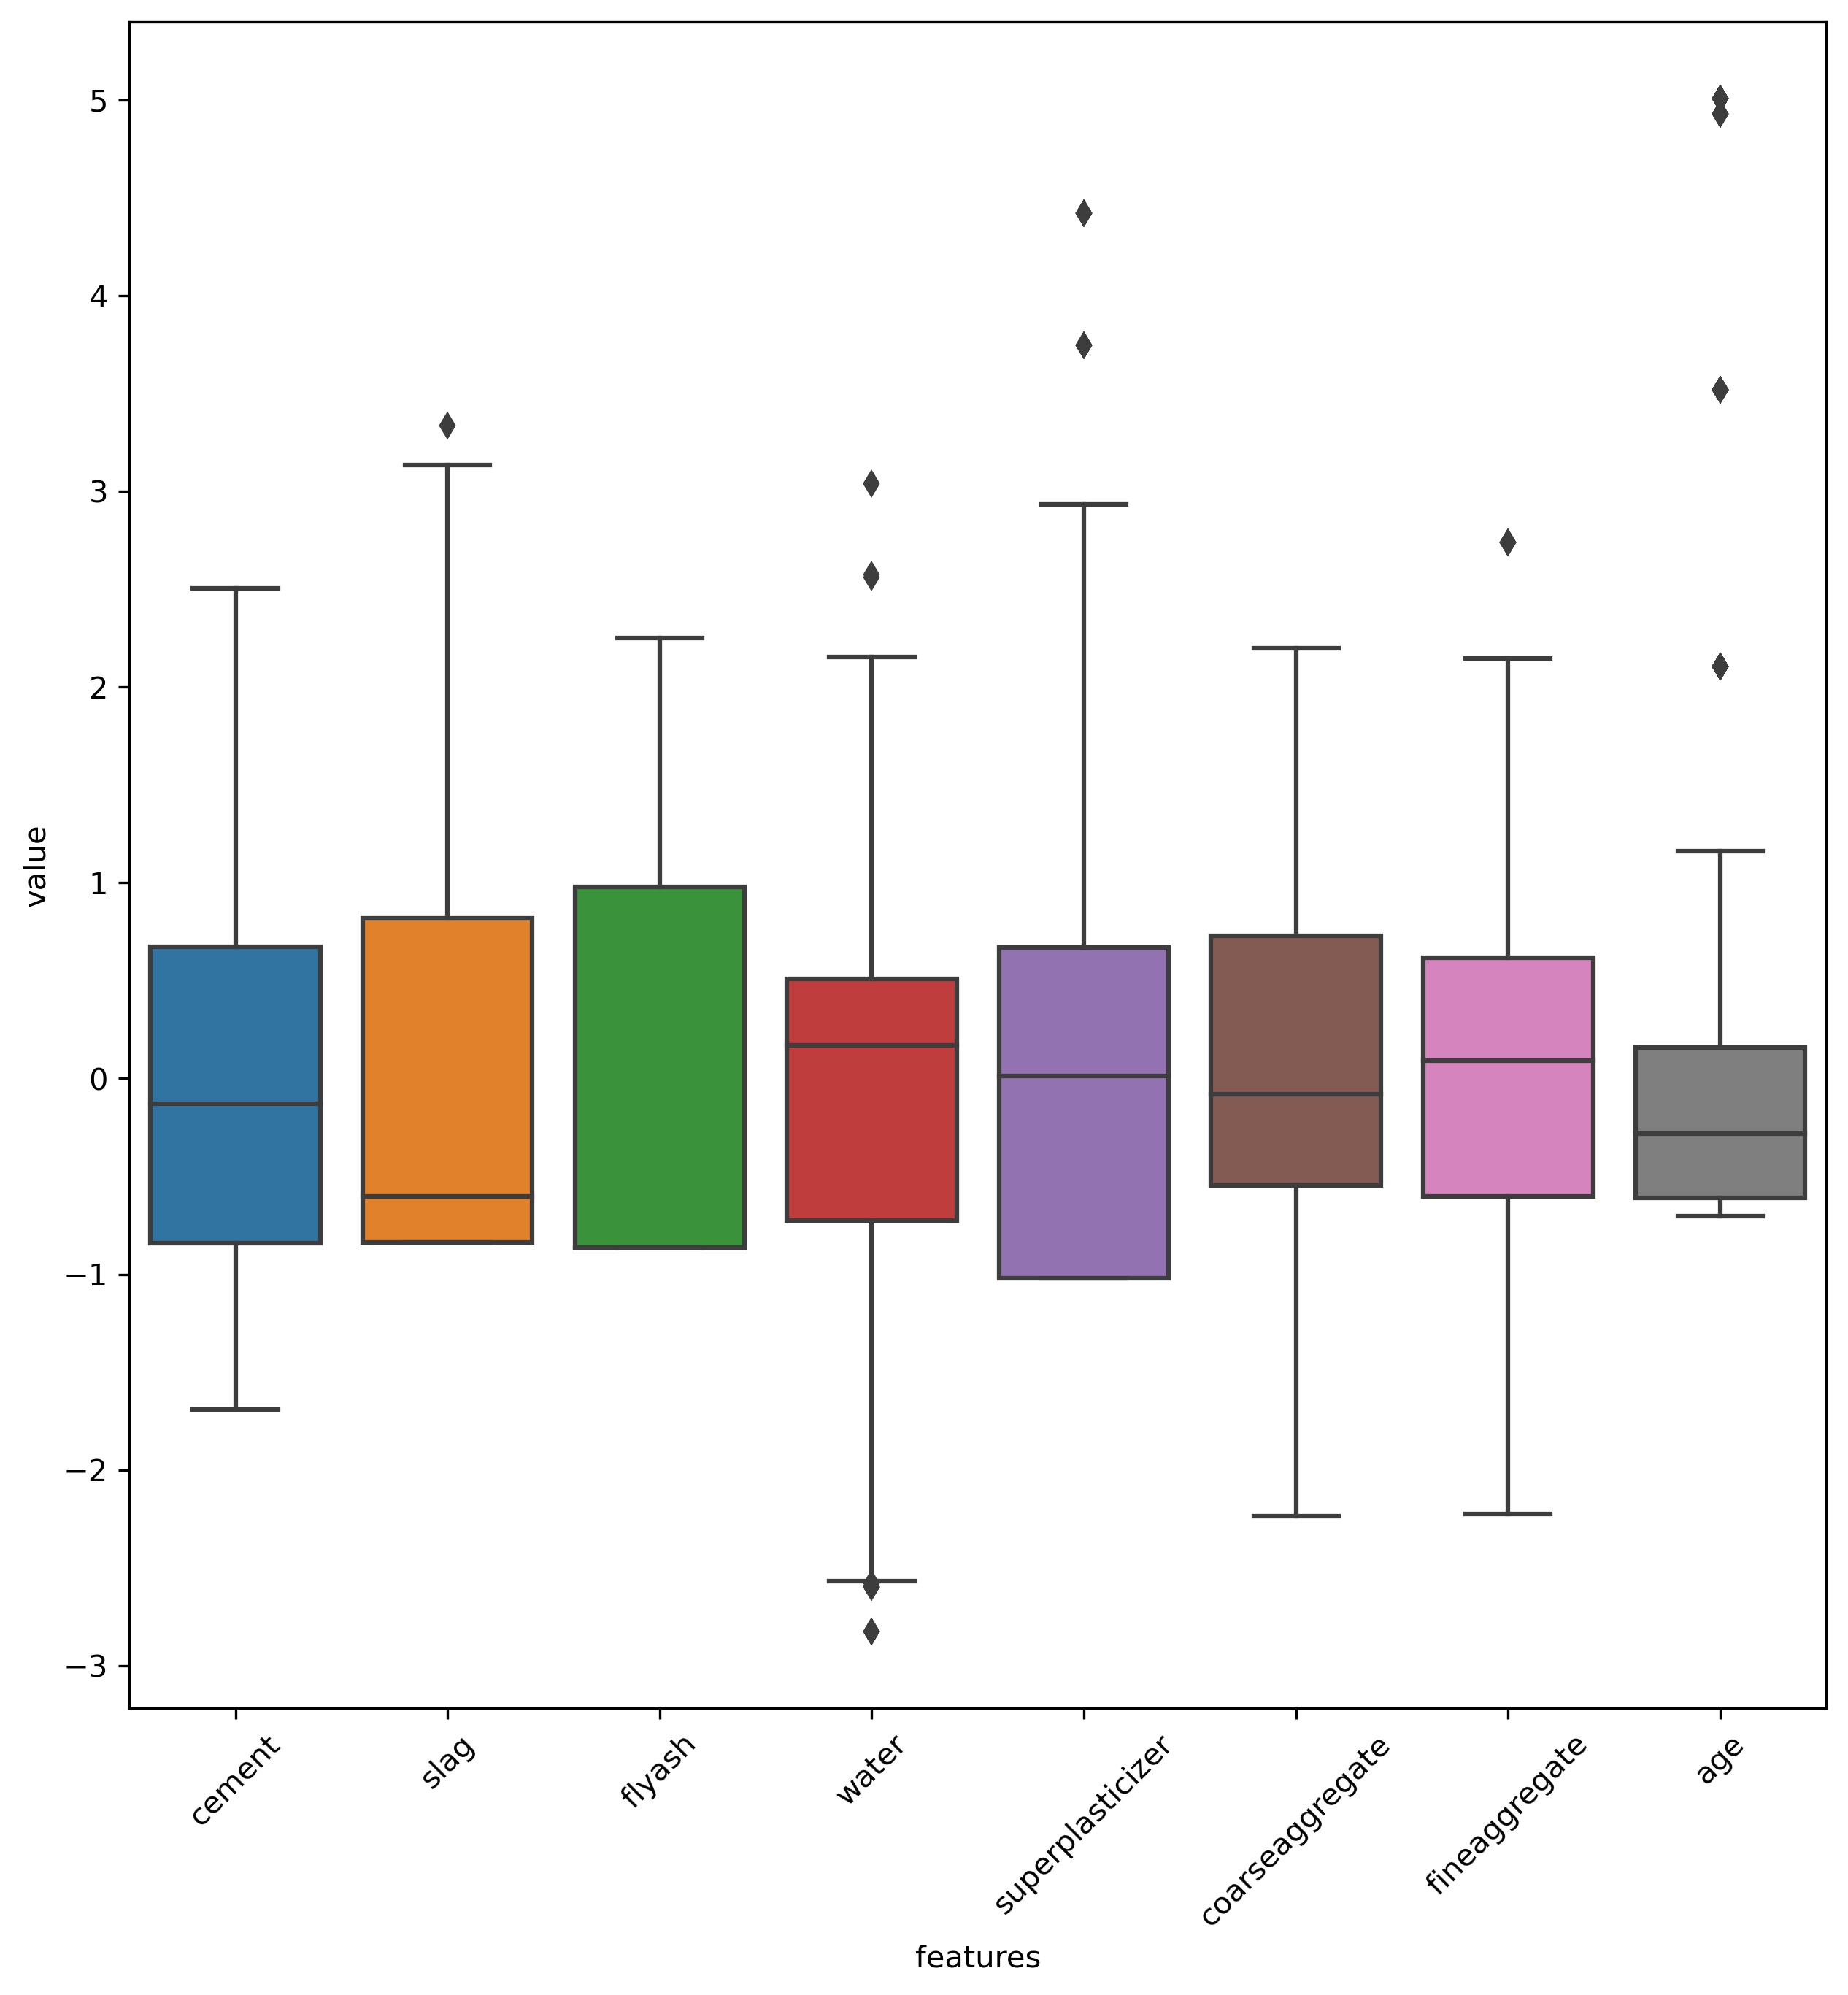 5
4
3
2
1
0
−1
−2
−3
value
cement
slag
flyash
water
superplasticizer
coarseaggregate
fineaggregate
age
features